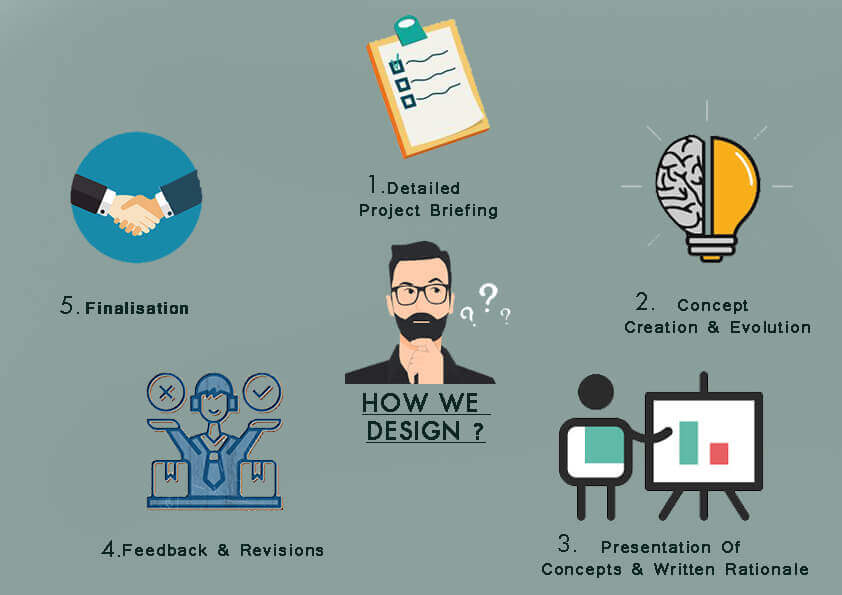 1.Detailed
Project Briefing
2. Concept
Creation & Evolution
3. Presentation Of
Concepts & Written Rationale
4.Feedback & Revisions
5. Finalisation
? ? ?
HOW WE
DESIGN ?